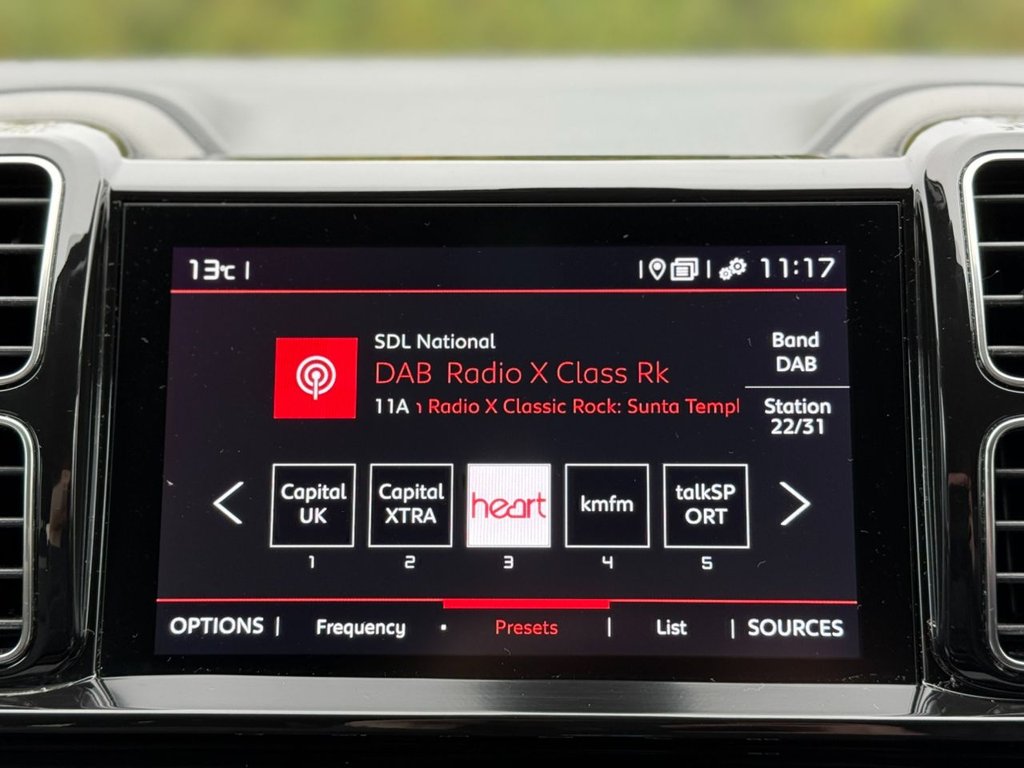 13°C
11:17
SDL National
DAB Radio X Class Rk
11A Radio X Classic Rock: Sunta Templ
Band
DAB
Station
22/31
Capital
UK
Capital
XTRA
heart
kmfm
talkSP
ORT
1
2
3
4
5
OPTIONS
Frequency
Presets
List
SOURCES